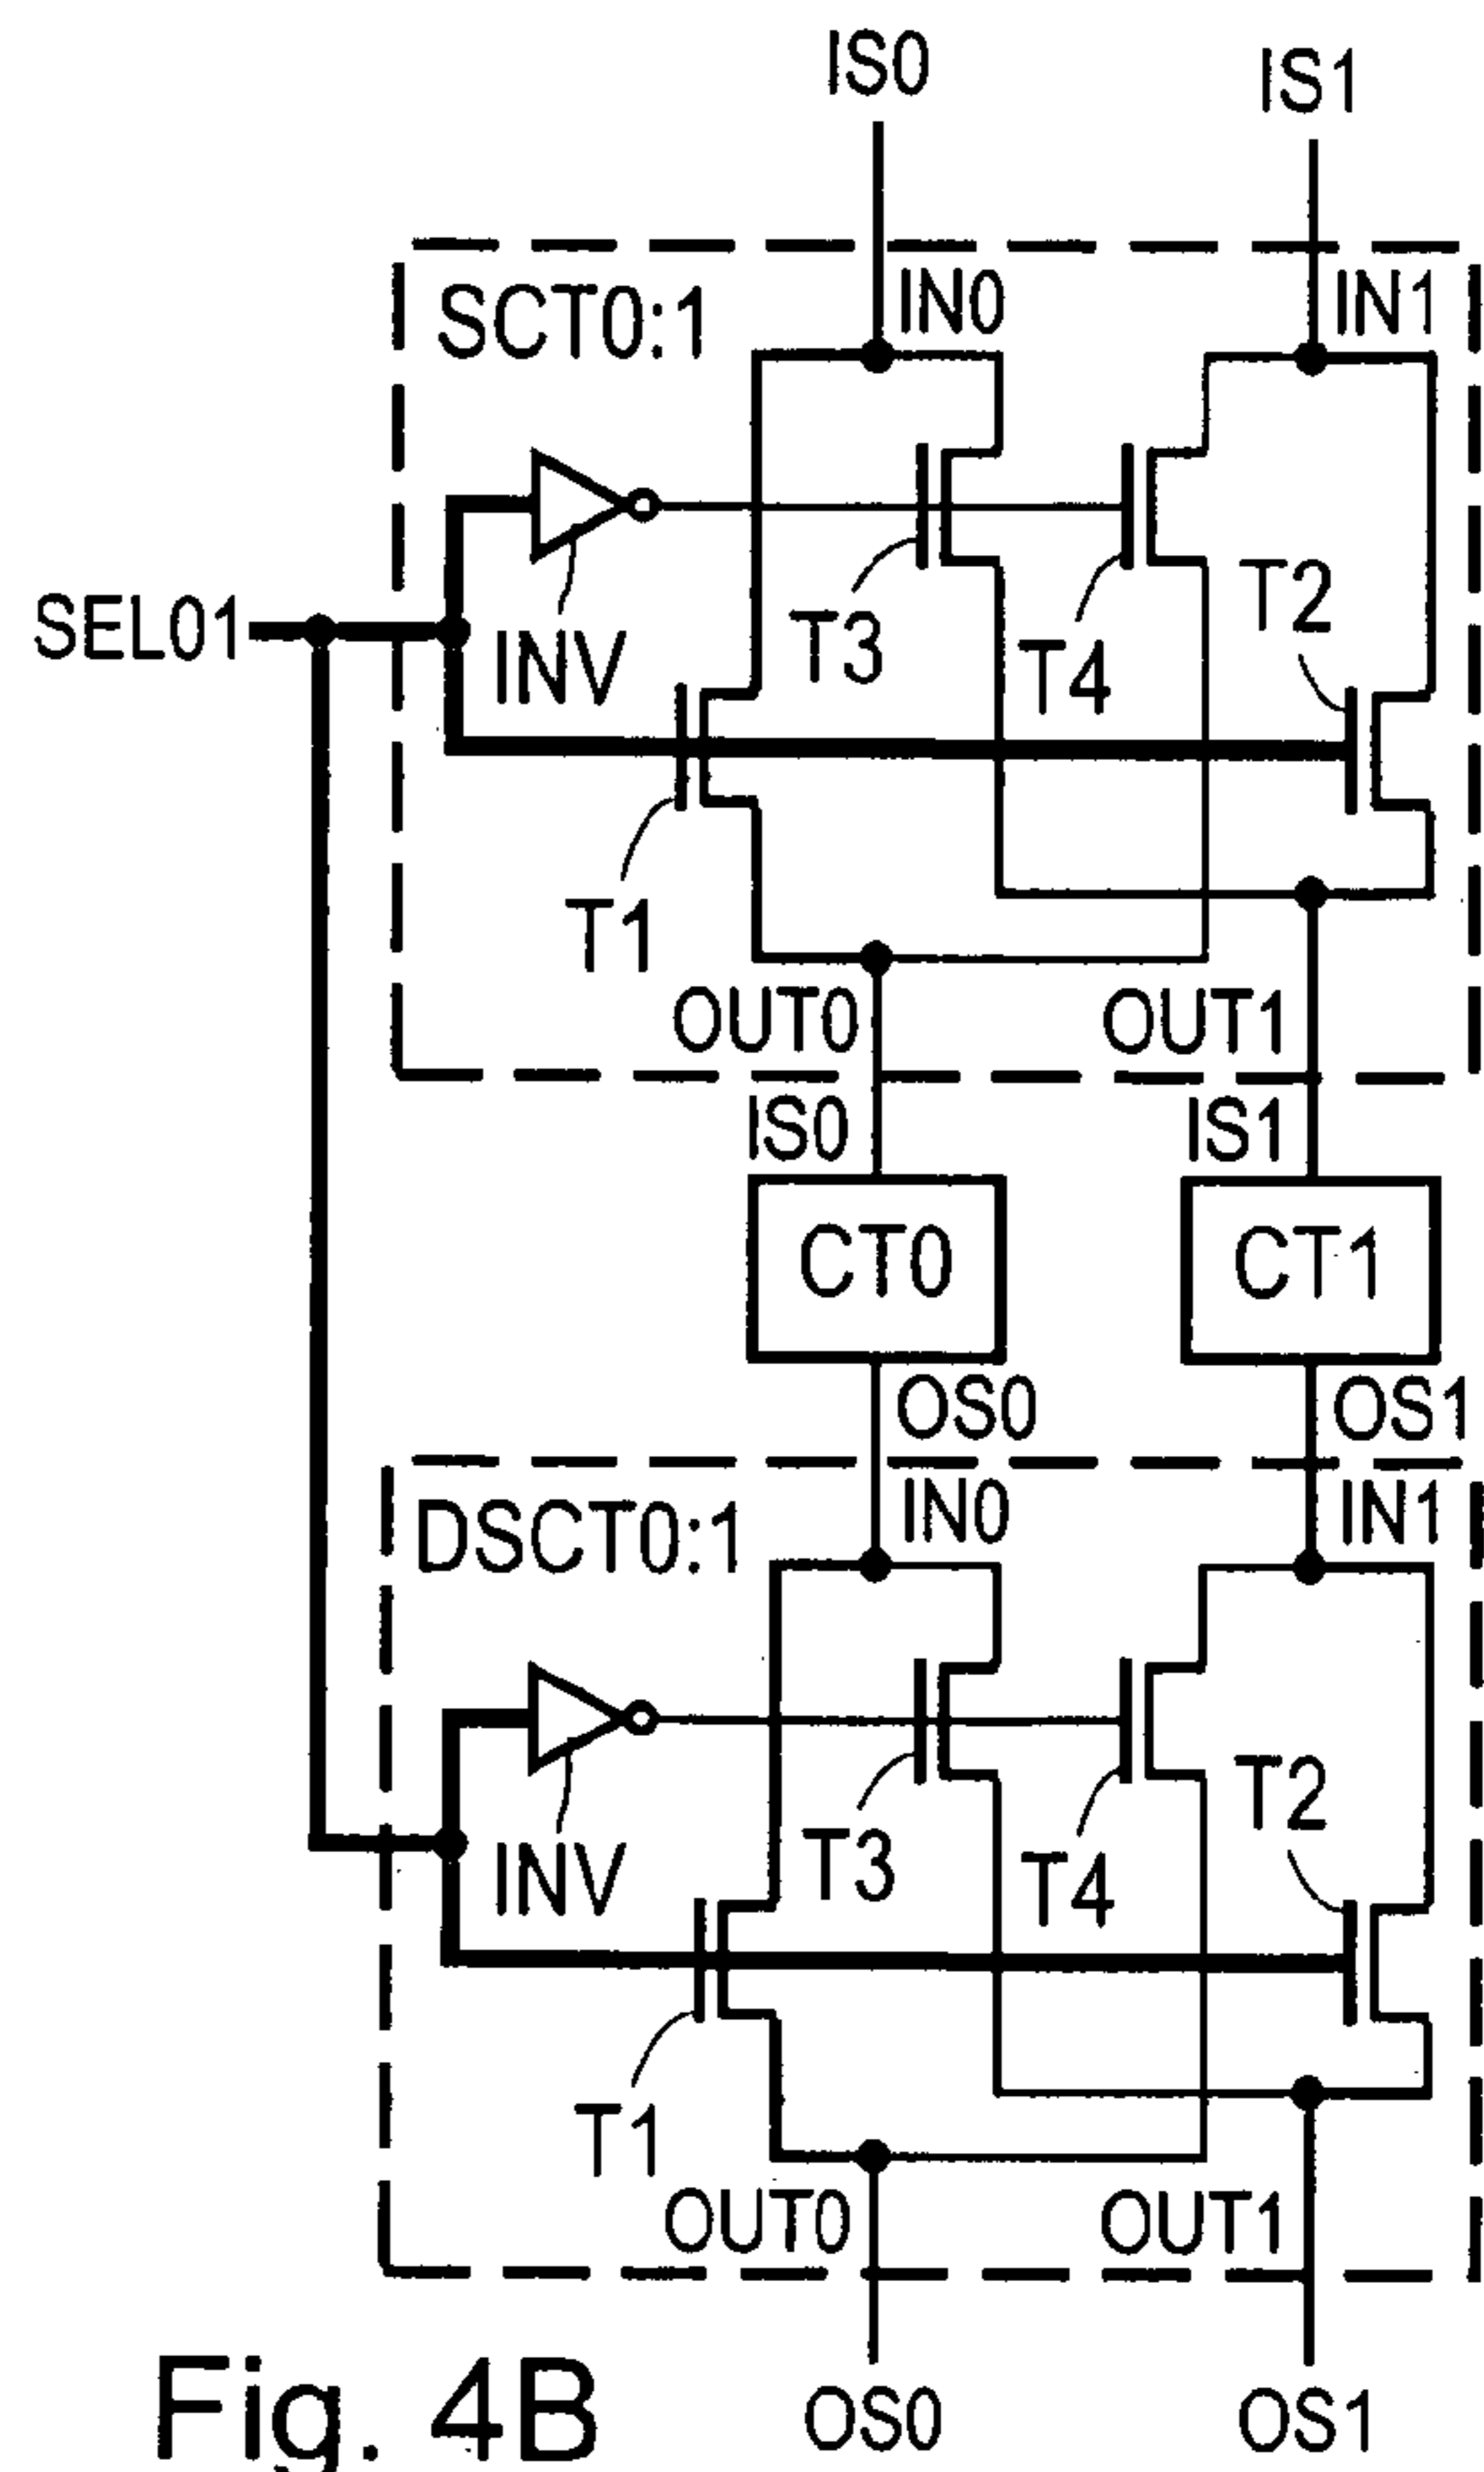 IS0
IS1
IN0
IN1
SCT0:1
SEL01
INV
T3
T4
T2
T1
OUT0
OUT1
IS0
IS1
CT0
CT1
OS0
OS1
IN0
IN1
DSCT0:1
INV
T3
T4
T2
T1
OUT0
OUT1
OS0
OS1
Fig. 4B